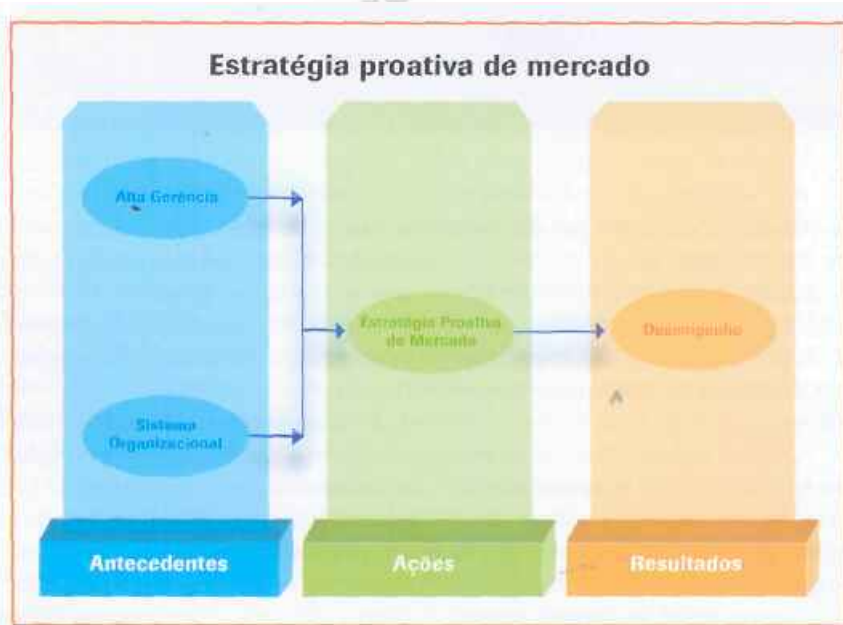 Estratégia proativa de mercado
Alta Gerência
Estratégia Proativa
de Mercado
Desempenho
Sistema
Organizacional
Antecedentes
Ações
Resultados